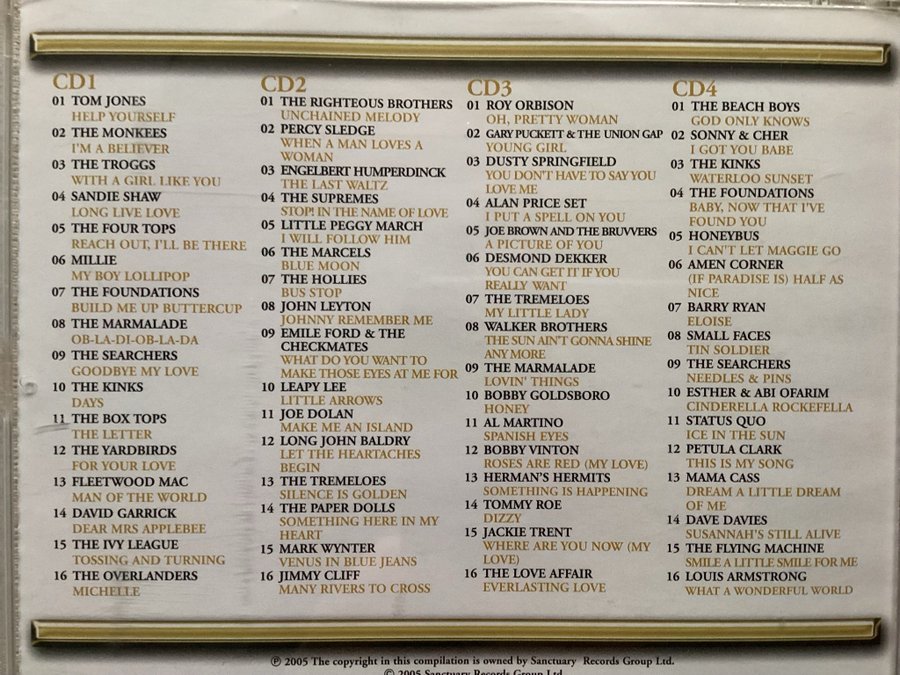 CD1
01 TOM JONES
HELP YOURSELF
02 THE MONKEES
I'M A BELIEVER
03 THE TROGGS
WITH A GIRL LIKE YOU
04 SANDIE SHAW
LONG LIVE LOVE
05 THE FOUR TOPS
REACH OUT, I'LL BE THERE
06 MILLIE
MY BOY LOLLIPOP
07 THE FOUNDATIONS
BUILD ME UP BUTTERCUP
08 THE MARMALADE
OB-LA-DI-OB-LA-DA
09 THE SEARCHERS
GOODBYE MY LOVE
10 THE KINKS
DAYS
11 THE BOX TOPS
THE LETTER
12 THE YARDBIRDS
FOR YOUR LOVE
13 FLEETWOOD MAC
MAN OF THE WORLD
14 DAVID GARRICK
DEAR MRS APPLEBEE
15 THE IVY LEAGUE
TOSSING AND TURNING
16 THE OVERLANDERS
MICHELLE
CD2
01 THE RIGHTEOUS BROTHERS
UNCHAINED MELODY
02 PERCY SLEDGE
WHEN A MAN LOVES A
WOMAN
03 ENGELBERT HUMPERDINCK
THE LAST WALTZ
04 THE SUPREMES
STOP! IN THE NAME OF LOVE
05 LITTLE PEGGY MARCH
I WILL FOLLOW HIM
06 THE MARCELS
BLUE MOON
07 THE HOLLIES
BUS STOP
08 JOHN LEYTON
JOHNNY REMEMBER ME
09 EMILE FORD & THE
CHECKMATES
WHAT DO YOU WANT TO
MAKE THOSE EYES AT ME FOR
10 LEAPY LEE
LITTLE ARROWS
11 JOE DOLAN
MAKE ME AN ISLAND
12 LONG JOHN BALDRY
LET THE HEARTACHES
BEGIN
13 THE TREMELOES
SILENCE IS GOLDEN
14 THE PAPER DOLLS
SOMETHING HERE IN MY
HEART
15 MARK WYNTER
VENUS IN BLUE JEANS
16 JIMMY CLIFF
MANY RIVERS TO CROSS
CD3
01 ROY ORBISON
OH, PRETTY WOMAN
02 GARY PUCKETT & THE UNION GAP
YOUNG GIRL
03 DUSTY SPRINGFIELD
YOU DON'T HAVE TO SAY YOU
LOVE ME
04 ALAN PRICE SET
I PUT A SPELL ON YOU
05 JOE BROWN AND THE BRUVVERS
A PICTURE OF YOU
06 DESMOND DEKKER
YOU CAN GET IT IF YOU
REALLY WANT
07 THE TREMELOES
MY LITTLE LADY
08 WALKER BROTHERS
THE SUN AIN'T GONNA SHINE
ANY MORE
09 THE MARMALADE
LOVIN' THINGS
10 BOBBY GOLDSBORO
HONEY
11 AL MARTINO
SPANISH EYES
12 BOBBY VINTON
ROSES ARE RED (MY LOVE)
13 HERMAN'S HERMITS
SOMETHING IS HAPPENING
14 TOMMY ROE
DIZZY
15 JACKIE TRENT
WHERE ARE YOU NOW (MY
LOVE)
16 THE LOVE AFFAIR
EVERLASTING LOVE
CD4
01 THE BEACH BOYS
GOD ONLY KNOWS
02 SONNY & CHER
I GOT YOU BABE
03 THE KINKS
WATERLOO SUNSET
04 THE FOUNDATIONS
BABY, NOW THAT I'VE
FOUND YOU
05 HONEYBUS
I CAN'T LET MAGGIE GO
06 AMEN CORNER
(IF PARADISE IS) HALF AS
NICE
07 BARRY RYAN
ELOISE
08 SMALL FACES
TIN SOLDIER
09 THE SEARCHERS
NEEDLES & PINS
10 ESTHER & ABI OFARIM
CINDERELLA ROCKEFELLA
11 STATUS QUO
ICE IN THE SUN
12 PETULA CLARK
THIS IS MY SONG
13 MAMA CASS
DREAM A LITTLE DREAM
OF ME
14 DAVE DAVIES
SUSANNAH'S STILL ALIVE
15 THE FLYING MACHINE
SMILE A LITTLE SMILE FOR ME
16 LOUIS ARMSTRONG
WHAT A WONDERFUL WORLD
℗ 2005 The copyright in this compilation is owned by Sanctuary Records Group Ltd.
© 2005 Sanctuary Records Group Ltd.